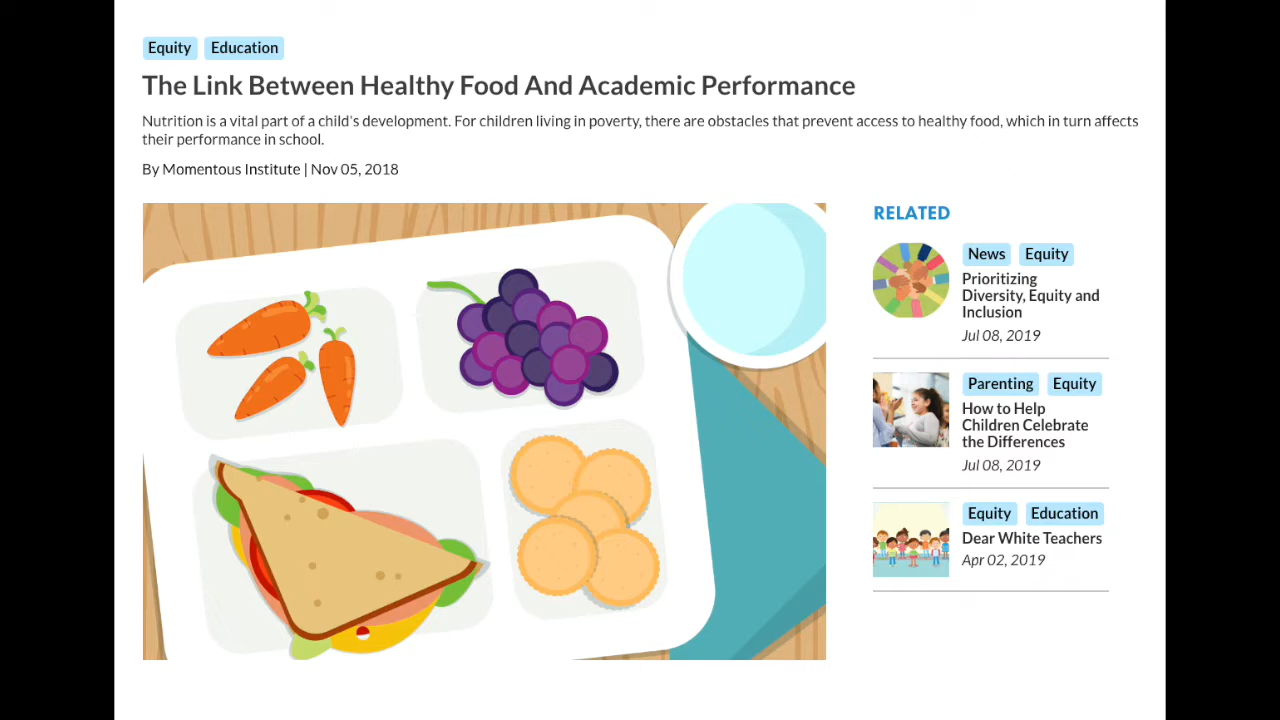 Equity Education
The Link Between Healthy Food And Academic Performance
Nutrition is a vital part of a child's development. For children living in poverty, there are obstacles that prevent access to healthy food, which in turn affects
their performance in school.
By Momentous Institute | Nov 05, 2018
RELATED
News Equity
Prioritizing
Diversity, Equity and
Inclusion
Jul 08, 2019
Parenting Equity
How to Help
Children Celebrate
the Differences
Jul 08, 2019
Equity Education
Dear White Teachers
Apr 02, 2019